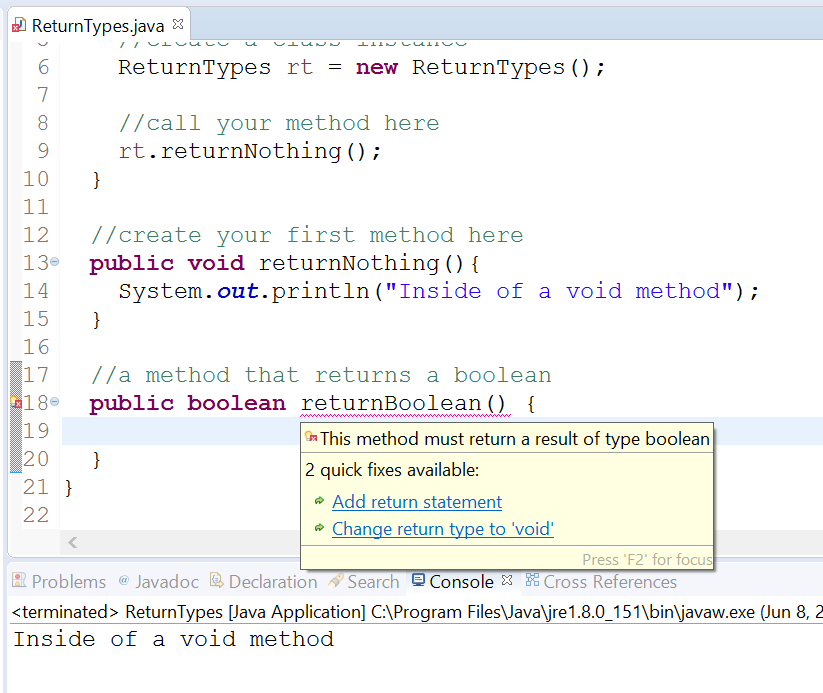 ReturnTypes.java
5 //create a class instance
6 ReturnTypes rt = new ReturnTypes();
7
8 //call your method here
9 rt.returnNothing();
10 }
11
12 //create your first method here
13 public void returnNothing(){
14 System.out.println("Inside of a void method");
15 }
16
17 //a method that returns a boolean
18 public boolean returnBoolean() {
19
This method must return a result of type boolean
2 quick fixes available:
Add return statement
Change return type to 'void'
Press 'F2' for focus
20 }
21 }
22
Problems @ Javadoc Declaration Search Console Cross References
<terminated> ReturnTypes [Java Application] C:\Program Files\Java\jre1.8.0_151\bin\javaw.exe (Jun 8, 2
Inside of a void method